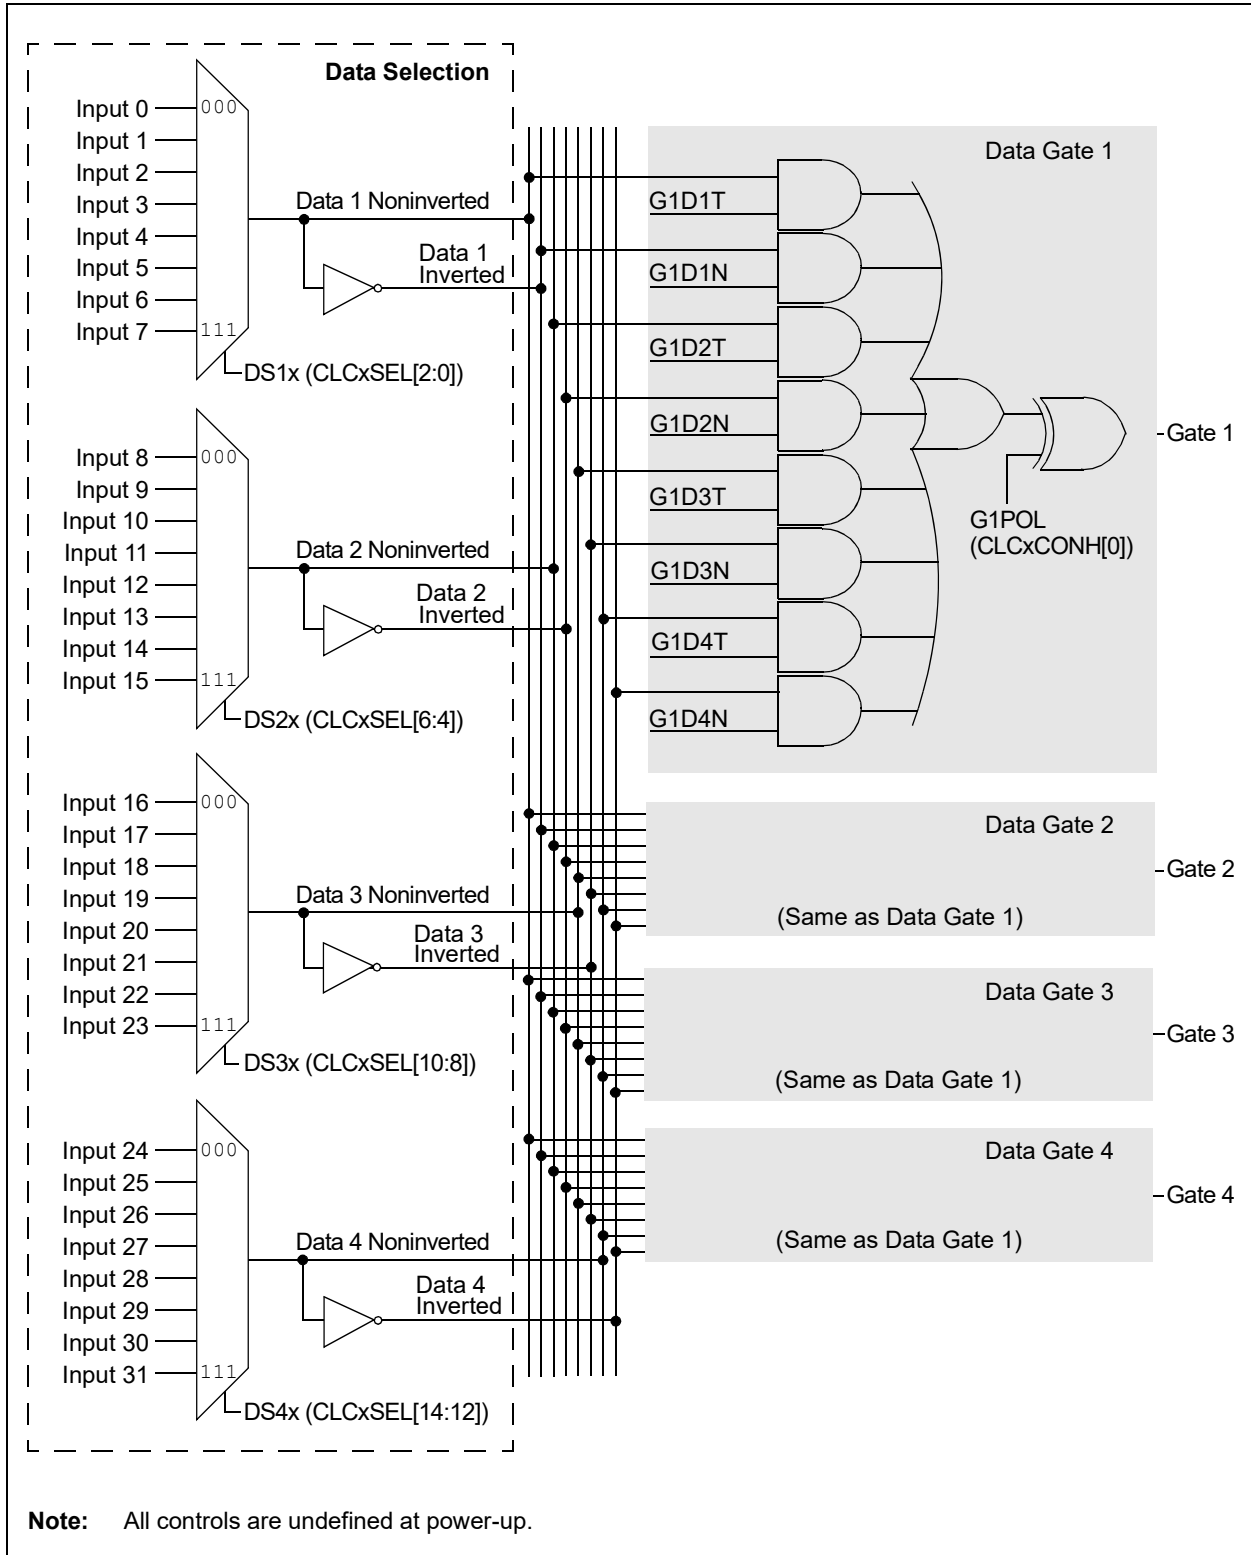 Data Selection
Input 0
000
Input 1
Input 2
Input 3
Input 4
Input 5
Input 6
Input 7
111
Data 1 Noninverted
Data 1
Inverted
DS1x (CLCxSEL[2:0])
Input 8
000
Input 9
Input 10
Input 11
Input 12
Input 13
Input 14
Input 15
111
Data 2 Noninverted
Data 2
Inverted
DS2x (CLCxSEL[6:4])
Input 16
000
Input 17
Input 18
Input 19
Input 20
Input 21
Input 22
Input 23
111
Data 3 Noninverted
Data 3
Inverted
DS3x (CLCxSEL[10:8])
Input 24
000
Input 25
Input 26
Input 27
Input 28
Input 29
Input 30
Input 31
111
Data 4 Noninverted
Data 4
Inverted
DS4x (CLCxSEL[14:12])
Data Gate 1
G1D1T
G1D1N
G1D2T
G1D2N
G1D3T
G1D3N
G1D4T
G1D4N
G1POL
(CLCxCONH[0])
Gate 1
Data Gate 2
(Same as Data Gate 1)
Gate 2
Data Gate 3
(Same as Data Gate 1)
Gate 3
Data Gate 4
(Same as Data Gate 1)
Gate 4
Note: All controls are undefined at power-up.